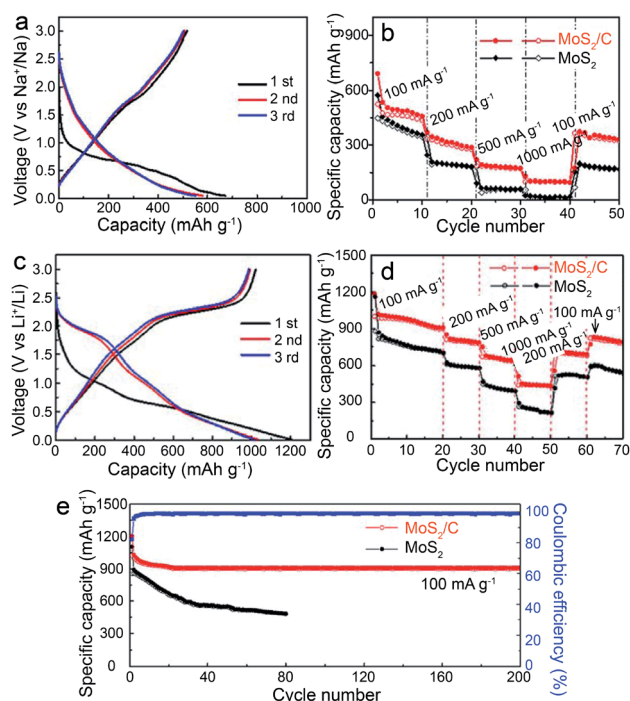 a
Voltage (V vs Na⁺/Na)
3.0
2.5
2.0
1.5
1.0
0.5
0.0
1 st
2 nd
3 rd
0 200 400 600 800 1000
Capacity (mAh g⁻¹)
b
Specific capacity (mAh g⁻¹)
900
600
300
0
MoS₂/C
MoS₂
100 mA g⁻¹
200 mA g⁻¹
500 mA g⁻¹
1000 mA g⁻¹
100 mA g⁻¹
0 10 20 30 40 50
Cycle number
c
Voltage (V vs Li⁺/Li)
3.0
2.5
2.0
1.5
1.0
0.5
0.0
1 st
2 nd
3 rd
0 200 400 600 800 1000 1200
Capacity (mAh g⁻¹)
d
Specific capacity (mAh g⁻¹)
1500
1200
900
600
300
0
MoS₂/C
MoS₂
100 mA g⁻¹
200 mA g⁻¹
500 mA g⁻¹
1000 mA g⁻¹
200 mA g⁻¹
100 mA g⁻¹
0 10 20 30 40 50 60 70
Cycle number
e
Specific capacity (mAh g⁻¹)
1500
1200
900
600
300
0
MoS₂/C
MoS₂
100 mA g⁻¹
100
80
60
40
20
0
Coulombic efficiency (%)
0 40 80 120 160 200
Cycle number